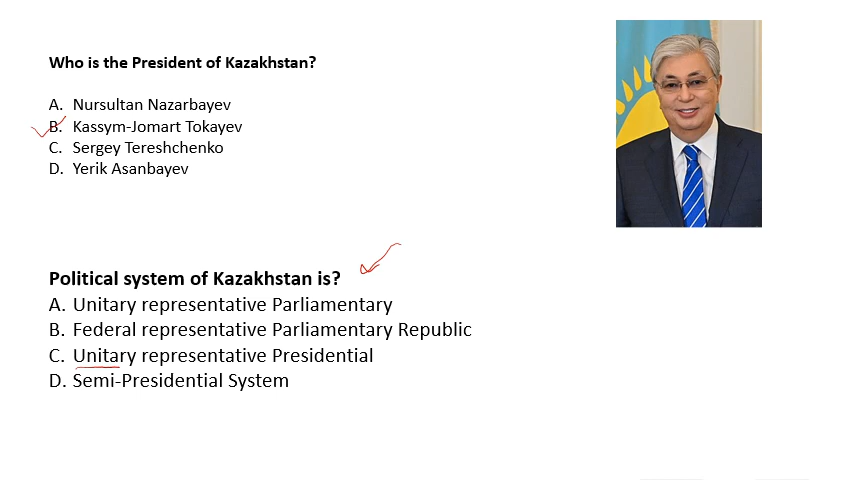 Who is the President of Kazakhstan?
A. Nursultan Nazarbayev
B. Kassym-Jomart Tokayev
C. Sergey Tereshchenko
D. Yerik Asanbayev
Political system of Kazakhstan is?
A. Unitary representative Parliamentary
B. Federal representative Parliamentary Republic
C. Unitary representative Presidential
D. Semi-Presidential System